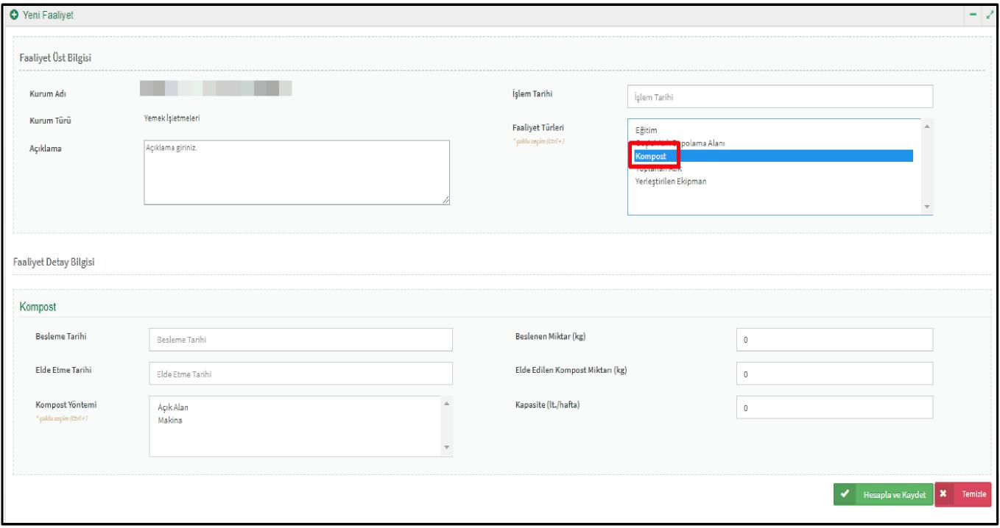 Yeni Faaliyet
Faaliyet Üst Bilgisi
Kurum Adı
Kurum Türü
Yemek İşletmeleri
Açıklama
Açıklama giriniz.
İşlem Tarihi
İşlem Tarihi
Faaliyet Türleri
* çoklu seçim (Ctrl + )
Eğitim
Depolama Alanı
Kompost
Toplanan Atık
Yerleştirilen Ekipman
Faaliyet Detay Bilgisi
Kompost
Besleme Tarihi
Besleme Tarihi
Beslenen Miktar (kg)
0
Elde Etme Tarihi
Elde Etme Tarihi
Elde Edilen Kompost Miktarı (kg)
0
Kompost Yöntemi
* çoklu seçim (Ctrl + )
Açık Alan
Makina
Kapasite (lt./hafta)
0
Hesapla ve Kaydet
Temizle